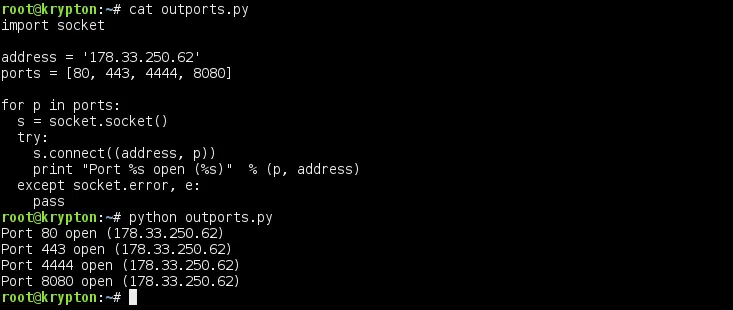 root@krypton:~# cat outports.py
import socket

address = '178.33.250.62'
ports = [80, 443, 4444, 8080]

for p in ports:
  s = socket.socket()
  try:
    s.connect((address, p))
    print "Port %s open (%s)"  % (p, address)
  except socket.error, e:
    pass
root@krypton:~# python outports.py
Port 80 open (178.33.250.62)
Port 443 open (178.33.250.62)
Port 4444 open (178.33.250.62)
Port 8080 open (178.33.250.62)
root@krypton:~#